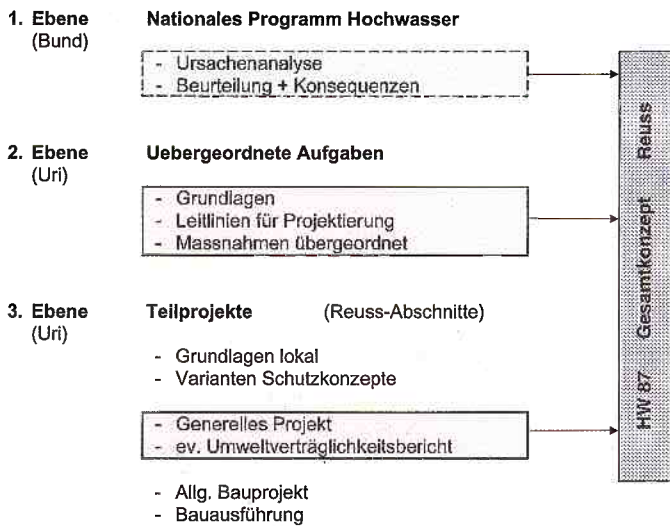 1. Ebene Nationales Programm Hochwasser
(Bund)
- Ursachenanalyse
- Beurteilung + Konsequenzen
2. Ebene Uebergeordnete Aufgaben
(Uri)
- Grundlagen
- Leitlinien für Projektierung
- Massnahmen übergeordnet
3. Ebene Teilprojekte (Reuss-Abschnitte)
(Uri)
- Grundlagen lokal
- Varianten Schutzkonzepte
- Generelles Projekt
- ev. Umweltverträglichkeitsbericht
- Allg. Bauprojekt
- Bauausführung
HW 87 Gesamtkonzept Reuss